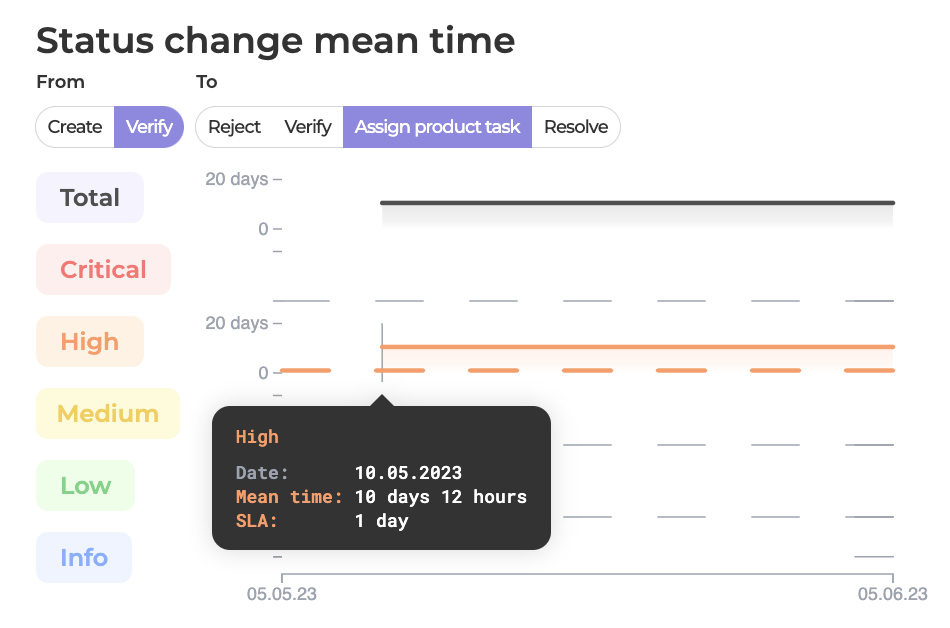 Status change mean time
From To
Create Verify Reject Verify Assign product task Resolve
Total
20 days
0
Critical
High
20 days
0
Medium
Low
Info
High
Date: 10.05.2023
Mean time: 10 days 12 hours
SLA: 1 day
05.05.23 05.06.23